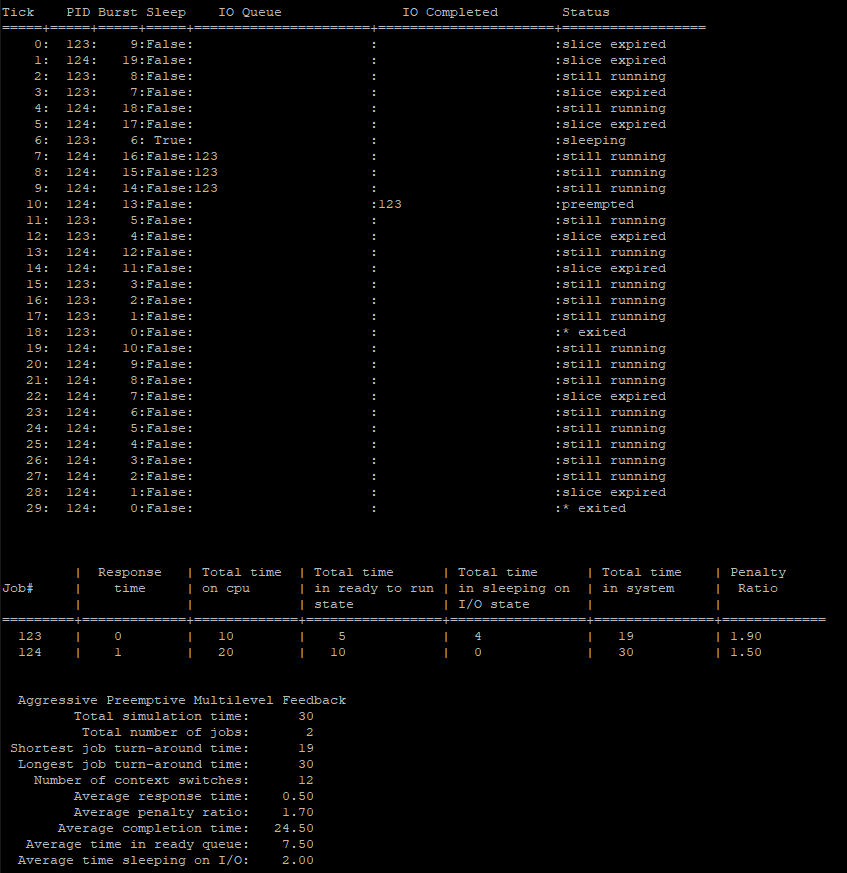 Tick    PID Burst Sleep    IO Queue               IO Completed        Status
=====+=====+=====+=====+======================+======================+==================
    0:  123:    9:False:                      :                      :slice expired
    1:  124:   19:False:                      :                      :slice expired
    2:  123:    8:False:                      :                      :still running
    3:  123:    7:False:                      :                      :slice expired
    4:  124:   18:False:                      :                      :still running
    5:  124:   17:False:                      :                      :slice expired
    6:  123:    6: True:                      :                      :sleeping
    7:  124:   16:False:123                   :                      :still running
    8:  124:   15:False:123                   :                      :still running
    9:  124:   14:False:123                   :                      :still running
   10:  124:   13:False:                      :123                   :preempted
   11:  123:    5:False:                      :                      :still running
   12:  123:    4:False:                      :                      :slice expired
   13:  124:   12:False:                      :                      :still running
   14:  124:   11:False:                      :                      :slice expired
   15:  123:    3:False:                      :                      :still running
   16:  123:    2:False:                      :                      :still running
   17:  123:    1:False:                      :                      :still running
   18:  123:    0:False:                      :                      :* exited
   19:  124:   10:False:                      :                      :still running
   20:  124:    9:False:                      :                      :still running
   21:  124:    8:False:                      :                      :still running
   22:  124:    7:False:                      :                      :slice expired
   23:  124:    6:False:                      :                      :still running
   24:  124:    5:False:                      :                      :still running
   25:  124:    4:False:                      :                      :still running
   26:  124:    3:False:                      :                      :still running
   27:  124:    2:False:                      :                      :still running
   28:  124:    1:False:                      :                      :slice expired
   29:  124:    0:False:                      :                      :* exited
         |  Response   | Total time  | Total time      | Total time      | Total time    | Penalty
Job#     |    time     | on cpu      | in ready to run | in sleeping on  | in system     |  Ratio
         |             |             | state           | I/O state       |               |
=========+=============+=============+=================+=================+===============+=============
  123    |    0        |   10        |    5            |   4             |   19          | 1.90
  124    |    1        |   20        |   10            |   0             |   30          | 1.50
  Aggressive Preemptive Multilevel Feedback
         Total simulation time:      30
          Total number of jobs:       2
 Shortest job turn-around time:      19
  Longest job turn-around time:      30
    Number of context switches:      12
         Average response time:    0.50
         Average penalty ratio:    1.70
       Average completion time:   24.50
   Average time in ready queue:    7.50
  Average time sleeping on I/O:    2.00